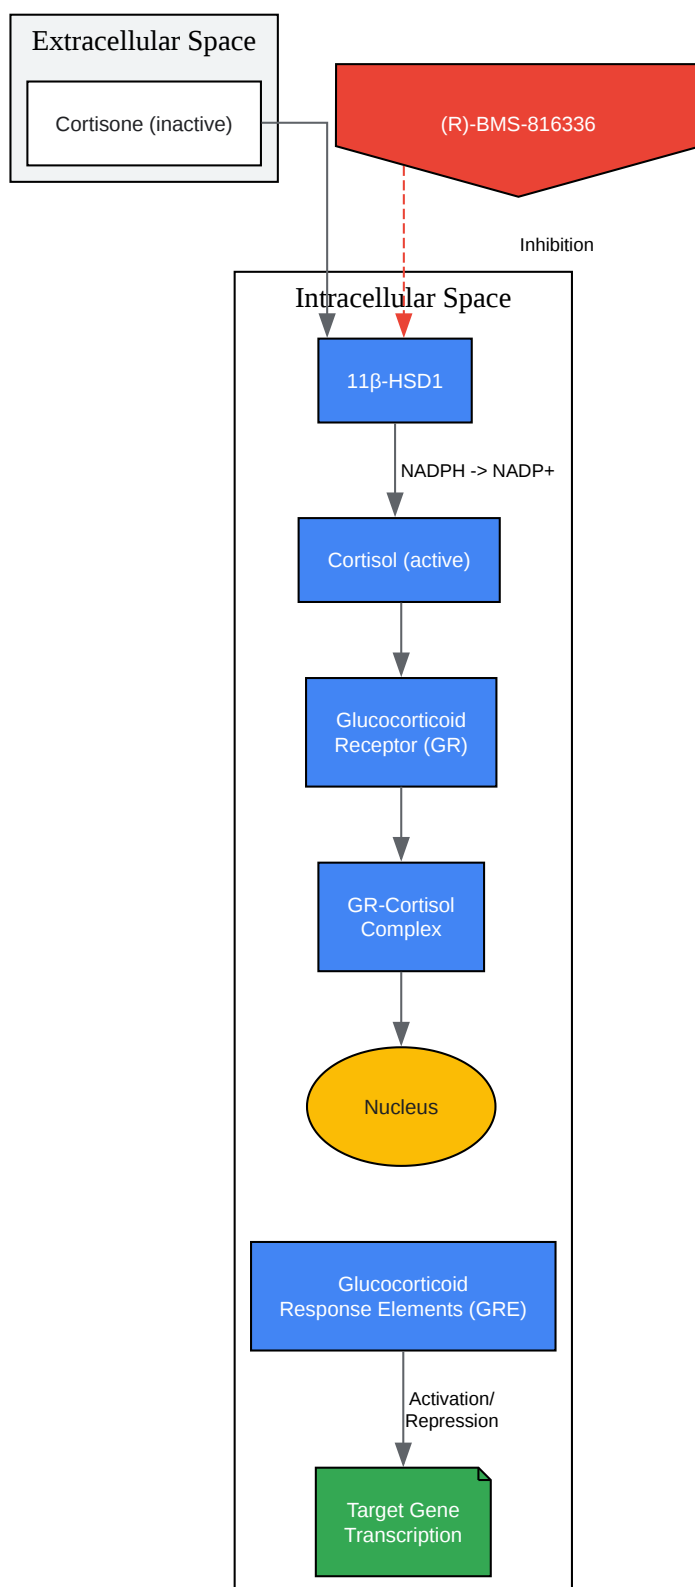 Extracellular Space
Cortisone (inactive)
(R)-BMS-816336
Inhibition
Intracellular Space
11β-HSD1
NADPH -> NADP+
Cortisol (active)
Glucocorticoid
Receptor (GR)
GR-Cortisol
Complex
Nucleus
Glucocorticoid
Response Elements (GRE)
Activation/
Repression
Target Gene
Transcription